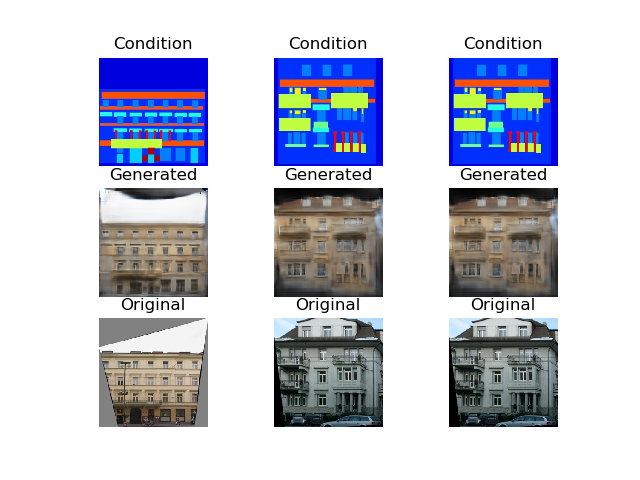 Condition Condition Condition
Generated Generated Generated
Original Original Original